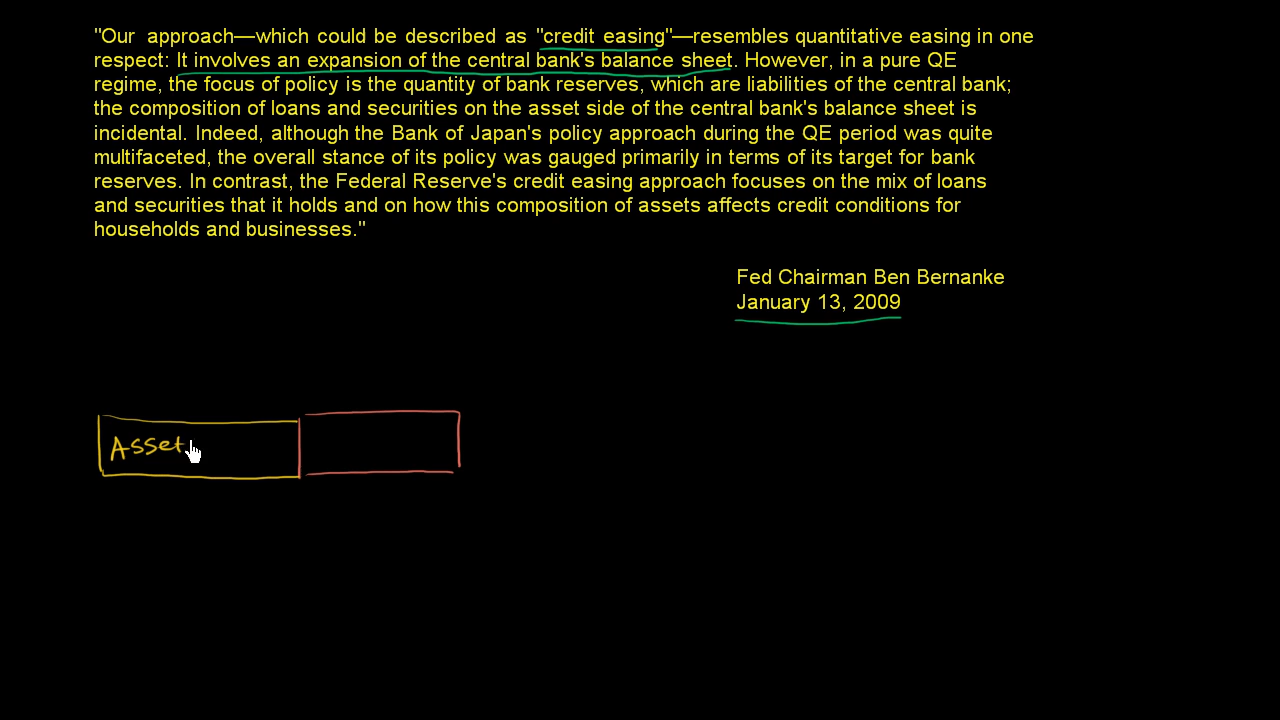 "Our approach—which could be described as "credit easing"—resembles quantitative easing in one
respect: It involves an expansion of the central bank's balance sheet. However, in a pure QE
regime, the focus of policy is the quantity of bank reserves, which are liabilities of the central bank;
the composition of loans and securities on the asset side of the central bank's balance sheet is
incidental. Indeed, although the Bank of Japan's policy approach during the QE period was quite
multifaceted, the overall stance of its policy was gauged primarily in terms of its target for bank
reserves. In contrast, the Federal Reserve's credit easing approach focuses on the mix of loans
and securities that it holds and on how this composition of assets affects credit conditions for
households and businesses."
Fed Chairman Ben Bernanke
January 13, 2009
Asset